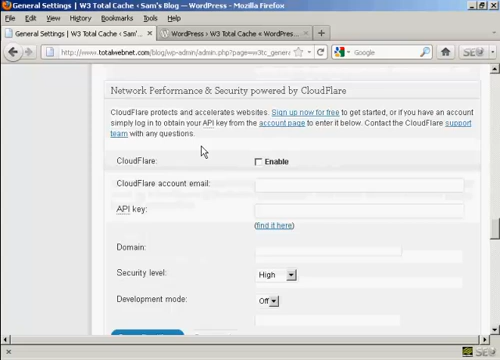 General Settings | W3 Total Cache ‹ Sam's Blog — WordPress - Mozilla Firefox
Edit View History Bookmarks Tools Help
General Settings | W3 Total Cache ‹ Sam's...
WordPress › W3 Total Cache « WordPres...
http://www.totalwebnet.com/blog/wp-admin/admin.php?page=w3tc_genera
Google
SEO
Network Performance & Security powered by CloudFlare
CloudFlare protects and accelerates websites. Sign up now for free to get started, or if you have an account
simply log in to obtain your API key from the account page to enter it below. Contact the CloudFlare support
team with any questions.
CloudFlare: Enable
CloudFlare account email:
API key:
(find it here)
Domain:
Security level: High
Development mode: Off
SEO